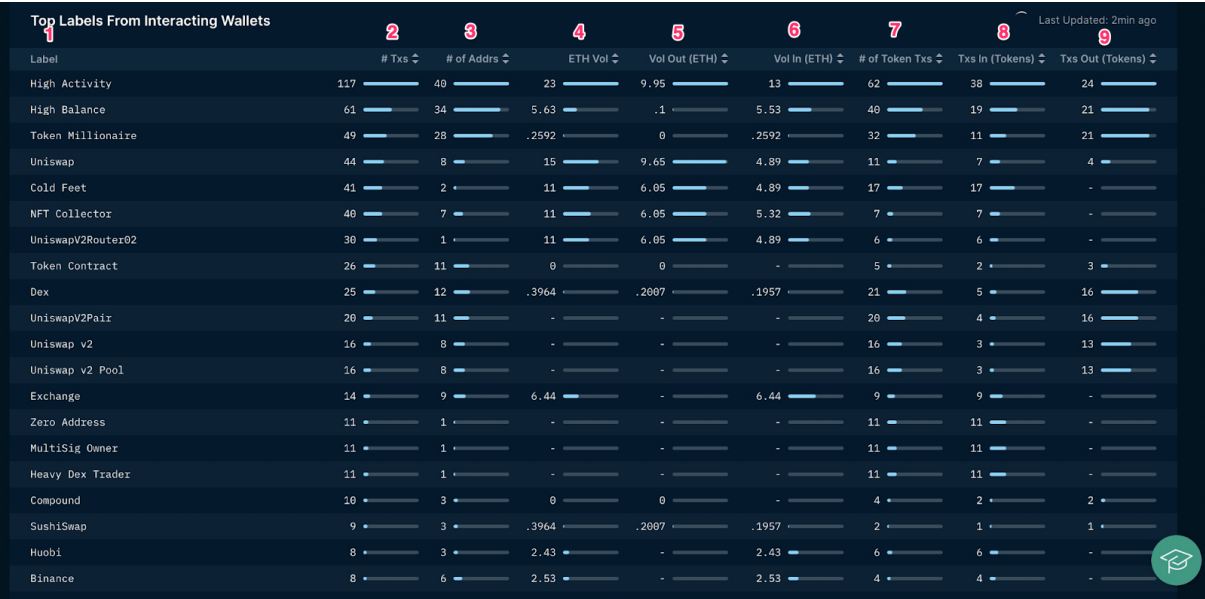 Top Labels From Interacting Wallets
Last Updated: 2min ago
1 2 3 4 5 6 7 8 9
Label # Txs # of Addrs ETH Vol Vol Out (ETH) Vol In (ETH) # of Token Txs Txs In (Tokens) Txs Out (Tokens)
High Activity 117 40 23 9.95 13 62 38 24
High Balance 61 34 5.63 .1 5.53 40 19 21
Token Millionaire 49 28 .2592 0 .2592 32 11 21
Uniswap 44 8 15 9.65 4.89 11 7 4
Cold Feet 41 2 11 6.05 4.89 17 17 -
NFT Collector 40 7 11 6.05 5.32 7 7 -
UniswapV2Router02 30 1 11 6.05 4.89 6 6 -
Token Contract 26 11 0 0 - 5 2 3
Dex 25 12 .3964 .2007 .1957 21 5 16
UniswapV2Pair 20 11 - - - 20 4 16
Uniswap v2 16 8 - - - 16 3 13
Uniswap v2 Pool 16 8 - - - 16 3 13
Exchange 14 9 6.44 - 6.44 9 9 -
Zero Address 11 1 - - - 11 11 -
MultiSig Owner 11 1 - - - 11 11 -
Heavy Dex Trader 11 1 - - - 11 11 -
Compound 10 3 0 0 - 4 2 2
SushiSwap 9 3 .3964 .2007 .1957 2 1 1
Huobi 8 3 2.43 - 2.43 6 6 -
Binance 8 6 2.53 - 2.53 4 4 -